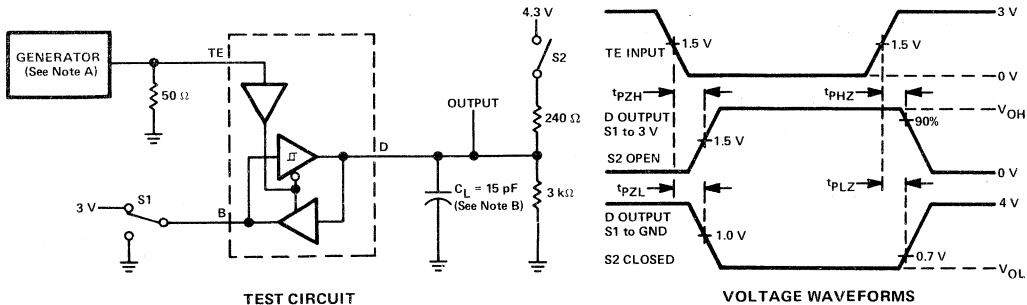 GENERATOR
(See Note A)
50 Ω
TE
B
S1
3 V
D
OUTPUT
4.3 V
S2
240 Ω
3 kΩ
CL = 15 pF
(See Note B)
TEST CIRCUIT
TE INPUT
1.5 V
1.5 V
3 V
0 V
tPZH
tPHZ
D OUTPUT
S1 to 3 V
S2 OPEN
1.5 V
90%
VOH
0 V
tPZL
tPLZ
D OUTPUT
S1 to GND
S2 CLOSED
1.0 V
0.7 V
4 V
VOL
VOLTAGE WAVEFORMS